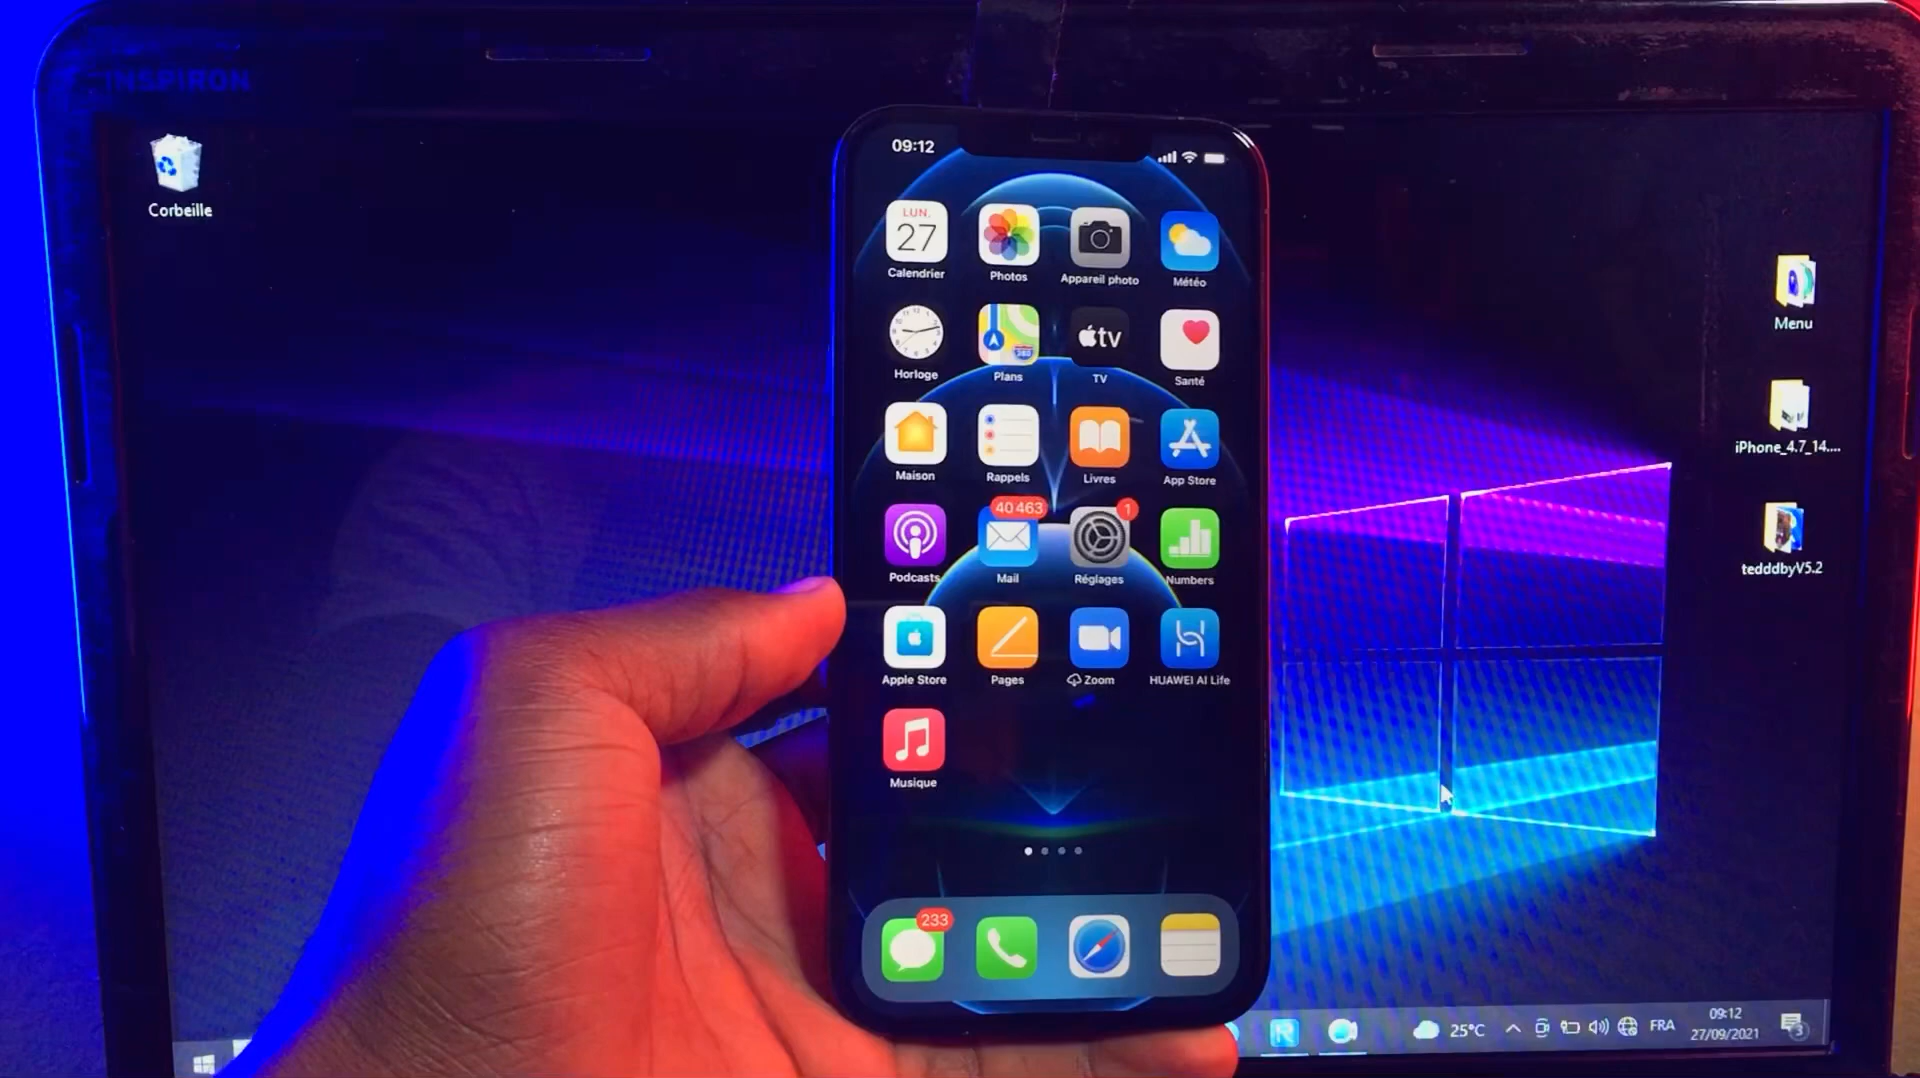 INSPIRON
Corbeille
09:12
LUN.
27
Calendrier
Photos
Appareil photo
Météo
Horloge
Plans
tv
TV
Santé
Maison
Rappels
Livres
App Store
40 463
1
Podcasts
Mail
Réglages
Numbers
Apple Store
Pages
Zoom
HUAWEI AI Life
Musique
233
Menu
iPhone_4.7_14....
tedddbyV5.2
25°C
FRA
09:12
27/09/2021
3